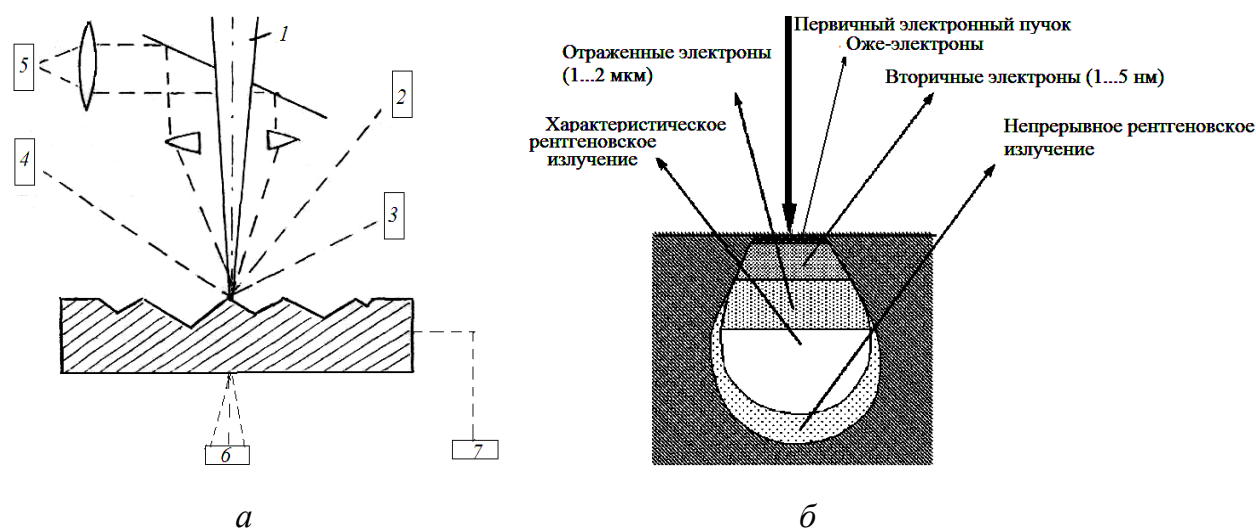 1
5
2
4
3
6
7
а
Первичный электронный пучок
Оже-электроны
Отраженные электроны
(1...2 мкм)
Вторичные электроны (1...5 нм)
Характеристическое
рентгеновское
излучение
Непрерывное рентгеновское
излучение
б